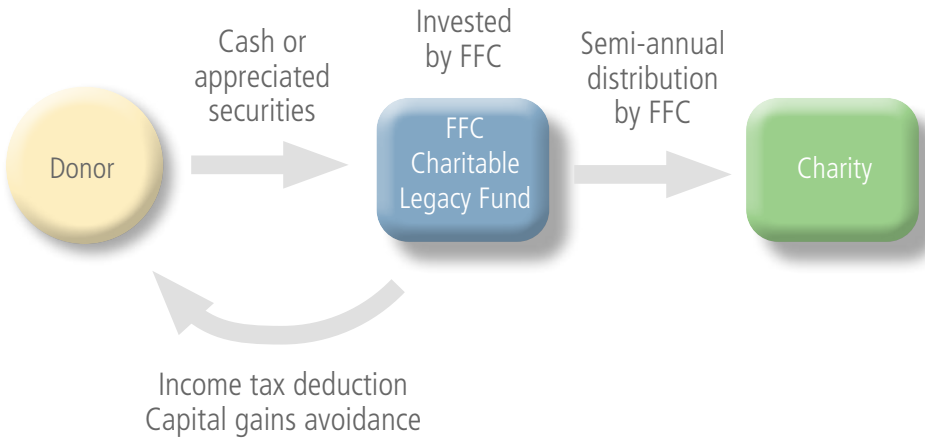 Donor
Cash or
appreciated
securities
Invested
by FFC
FFC
Charitable
Legacy Fund
Semi-annual
distribution
by FFC
Charity
Income tax deduction
Capital gains avoidance